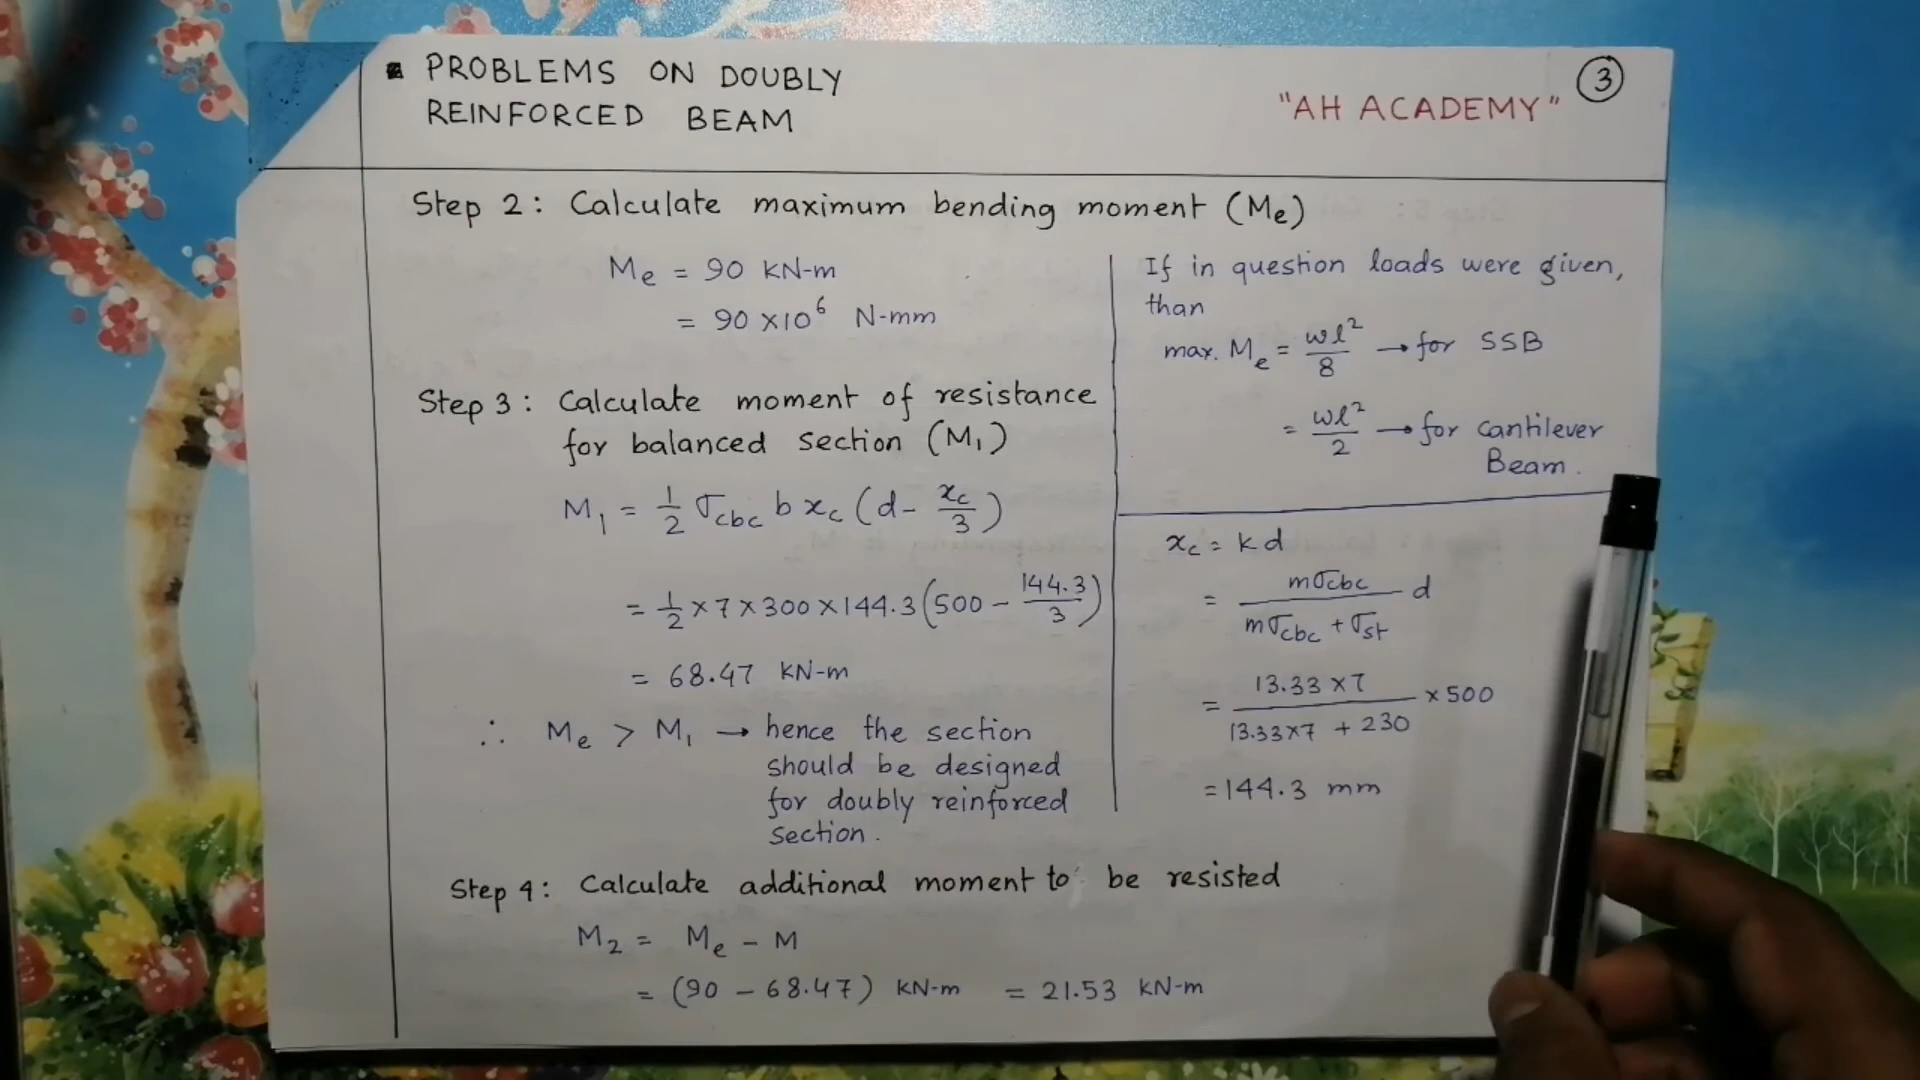 PROBLEMS ON DOUBLY
REINFORCED BEAM
"AH ACADEMY"
3
Step 2: Calculate maximum bending moment (Me)
Me = 90 KN-m
= 90 ×10⁶ N-mm
Step 3: Calculate moment of resistance
for balanced section (M₁)
M₁ = 1/2 σcbc b xc (d - xc/3)
= 1/2 × 7 × 300 × 144.3 (500 - 144.3/3)
= 68.47 KN-m
∴ Me > M₁ → hence the section
should be designed
for doubly reinforced
section.
If in question loads were given,
than
max. Me = wl²/8 → for SSB
= wl²/2 → for cantilever
Beam.
xc = kd
= mσcbc / mσcbc + σst d
= 13.33 × 7 / 13.33×7 + 230 × 500
= 144.3 mm
Step 4: Calculate additional moment to be resisted
M₂ = Me - M
= (90 - 68.47) KN-m = 21.53 KN-m